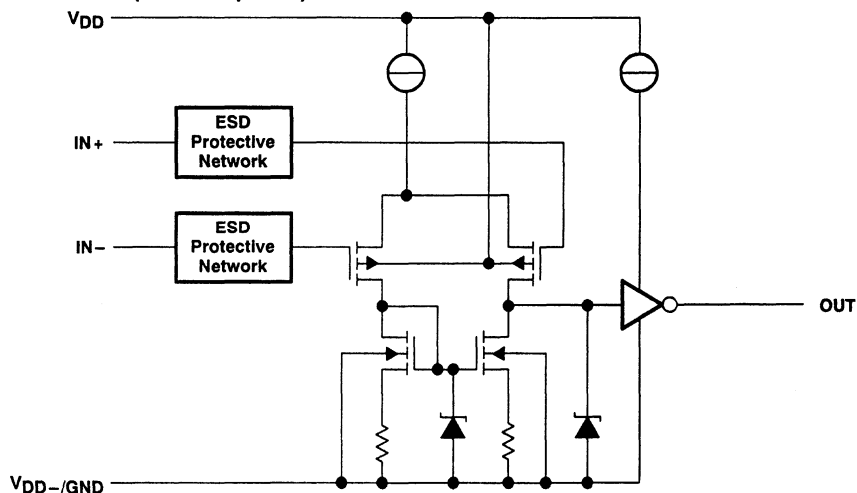 VDD
IN+
ESD
Protective
Network
IN−
ESD
Protective
Network
OUT
VDD−/GND